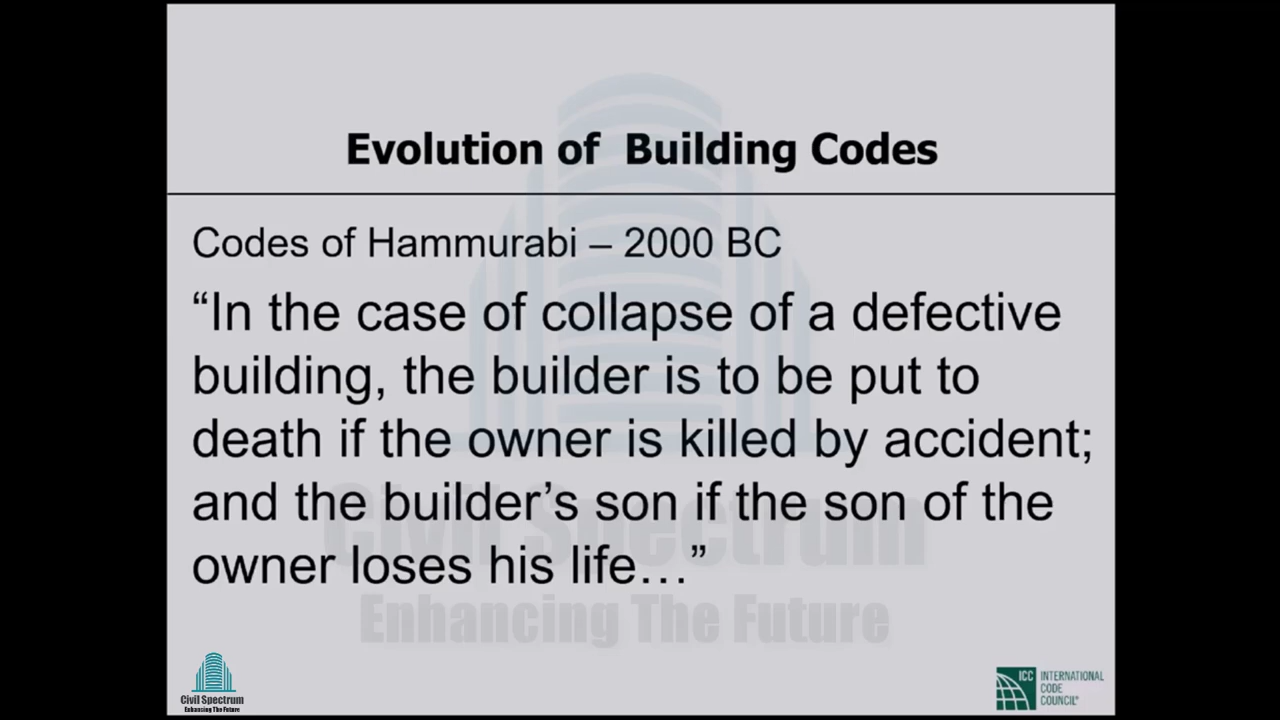 Evolution of Building Codes
Codes of Hammurabi – 2000 BC
“In the case of collapse of a defective
building, the builder is to be put to
death if the owner is killed by accident;
and the builder’s son if the son of the
owner loses his life…”
Civil Spectrum
Enhancing The Future
Civil Spectrum
Enhancing The Future
ICC
INTERNATIONAL
CODE
COUNCIL®